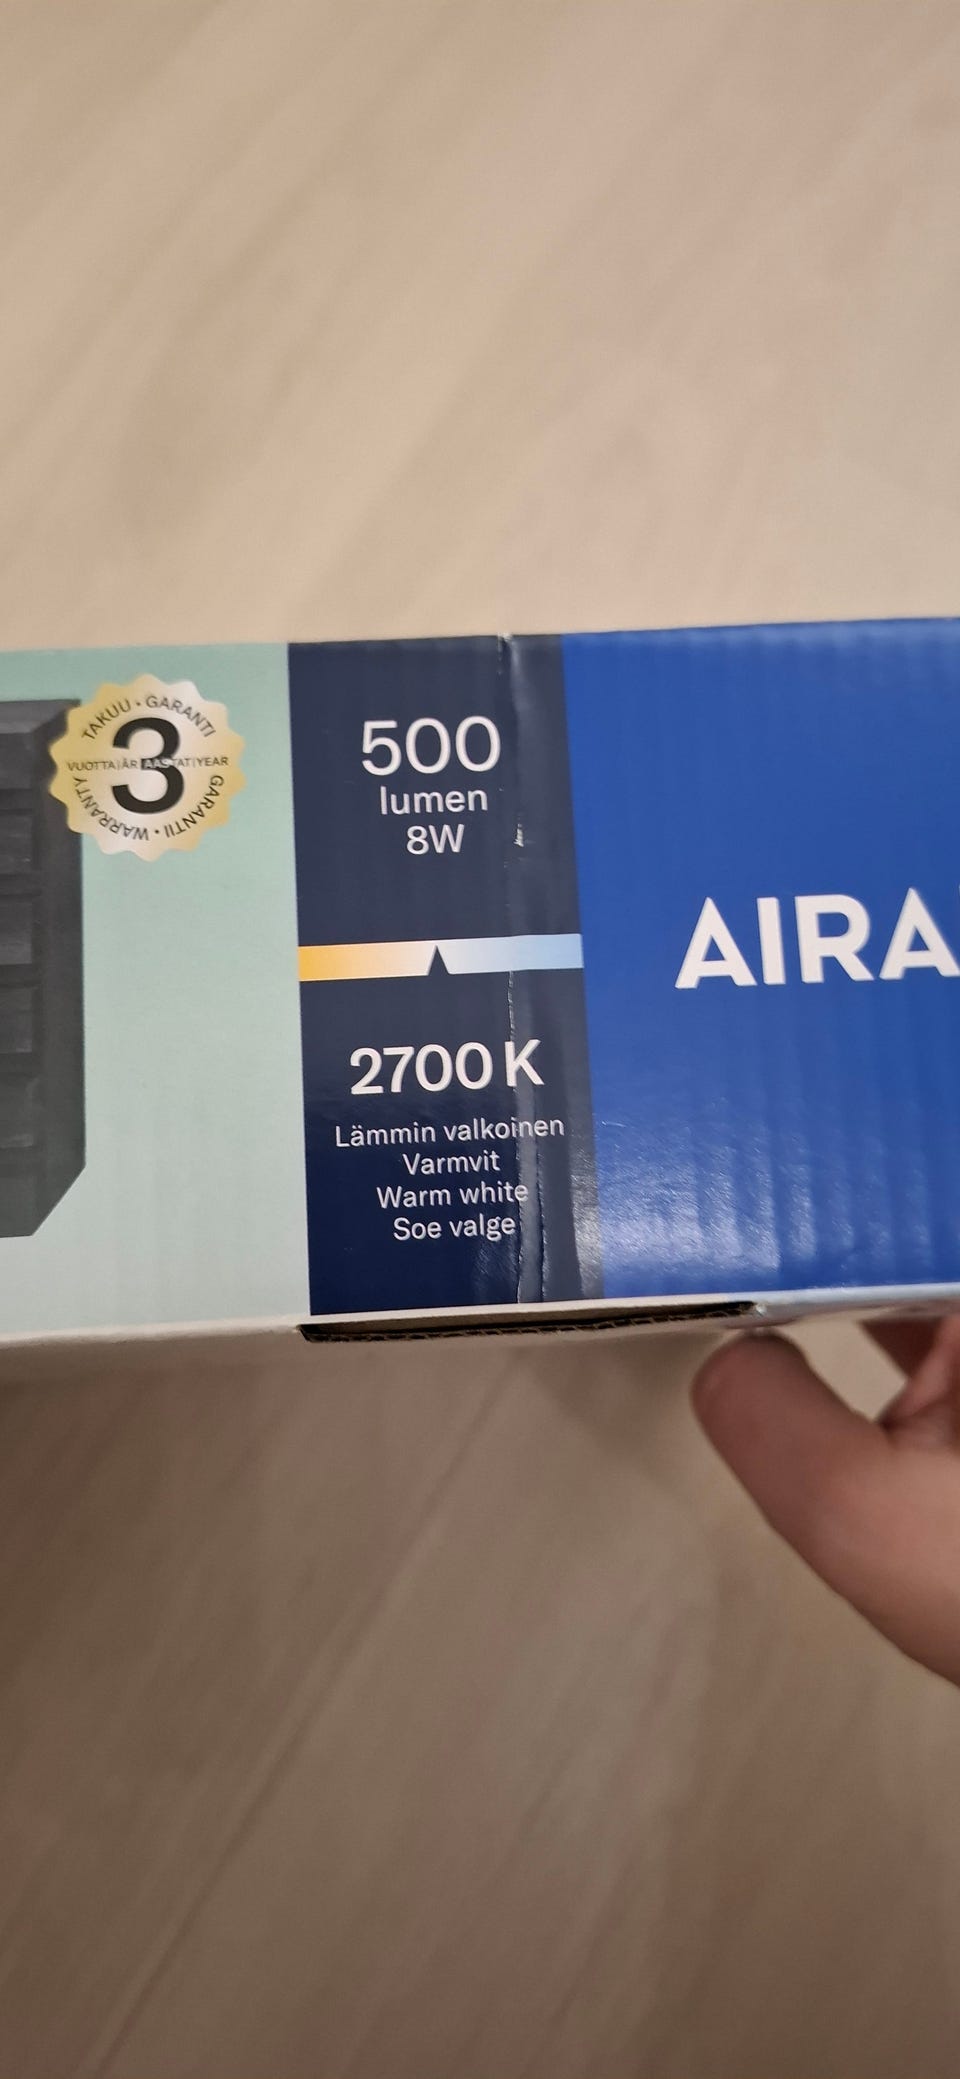 TAKUU • GARANTI
3
VUOTTA|ÅR|AASTAT|YEAR
WARRANTY • GARANTII
500
lumen
8W
2700 K
Lämmin valkoinen
Varmvit
Warm white
Soe valge
AIRA